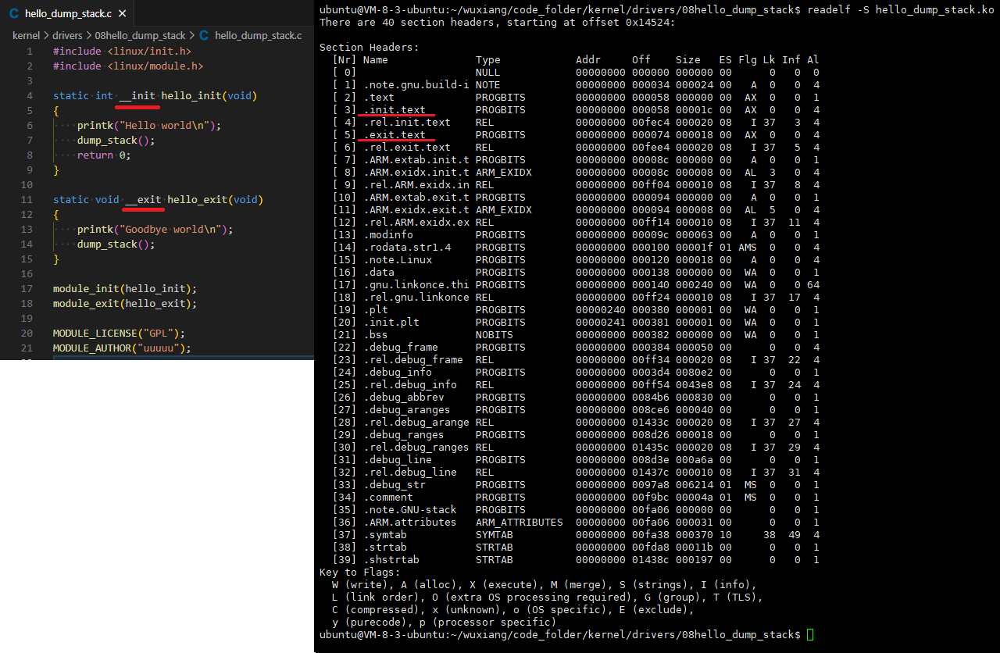 hello_dump_stack.c ×
kernel > drivers > 08hello_dump_stack > C hello_dump_stack.c
1 #include <linux/init.h>
2 #include <linux/module.h>
3
4 static int __init hello_init(void)
5 {
6 printk("Hello world\n");
7 dump_stack();
8 return 0;
9 }
10
11 static void __exit hello_exit(void)
12 {
13 printk("Goodbye world\n");
14 dump_stack();
15 }
16
17 module_init(hello_init);
18 module_exit(hello_exit);
19
20 MODULE_LICENSE("GPL");
21 MODULE_AUTHOR("uuuuu");
ubuntu@VM-8-3-ubuntu:~/wuxiang/code_folder/kernel/drivers/08hello_dump_stack$ readelf -S hello_dump_stack.ko
There are 40 section headers, starting at offset 0x14524:
Section Headers:
[Nr] Name Type Addr Off Size ES Flg Lk Inf Al
[ 0] NULL 00000000 000000 000000 00 0 0 0
[ 1] .note.gnu.build-i NOTE 00000000 000034 000024 00 A 0 0 4
[ 2] .text PROGBITS 00000000 000058 000000 00 AX 0 0 1
[ 3] .init.text PROGBITS 00000000 000058 00001c 00 AX 0 0 4
[ 4] .rel.init.text REL 00000000 00fec4 000020 08 I 37 3 4
[ 5] .exit.text PROGBITS 00000000 000074 000018 00 AX 0 0 4
[ 6] .rel.exit.text REL 00000000 00fee4 000020 08 I 37 5 4
[ 7] .ARM.extab.init.t PROGBITS 00000000 00008c 000000 00 A 0 0 1
[ 8] .ARM.exidx.init.t ARM_EXIDX 00000000 00008c 000008 00 AL 3 0 4
[ 9] .rel.ARM.exidx.in REL 00000000 00ff04 000010 08 I 37 8 4
[10] .ARM.extab.exit.t PROGBITS 00000000 000094 000000 00 A 0 0 1
[11] .ARM.exidx.exit.t ARM_EXIDX 00000000 000094 000008 00 AL 5 0 4
[12] .rel.ARM.exidx.ex REL 00000000 00ff14 000010 08 I 37 11 4
[13] .modinfo PROGBITS 00000000 00009c 000063 00 A 0 0 1
[14] .rodata.str1.4 PROGBITS 00000000 000100 00001f 01 AMS 0 0 4
[15] .note.Linux PROGBITS 00000000 000120 000018 00 A 0 0 4
[16] .data PROGBITS 00000000 000138 000000 00 WA 0 0 1
[17] .gnu.linkonce.thi PROGBITS 00000000 000140 000240 00 WA 0 0 64
[18] .rel.gnu.linkonce REL 00000000 00ff24 000010 08 I 37 17 4
[19] .plt PROGBITS 00000240 000380 000001 00 WA 0 0 1
[20] .init.plt PROGBITS 00000241 000381 000001 00 WA 0 0 1
[21] .bss NOBITS 00000000 000382 000000 00 WA 0 0 1
[22] .debug_frame PROGBITS 00000000 000384 000050 00 0 0 4
[23] .rel.debug_frame REL 00000000 00ff34 000020 08 I 37 22 4
[24] .debug_info PROGBITS 00000000 0003d4 0080e2 00 0 0 1
[25] .rel.debug_info REL 00000000 00ff54 0043e8 08 I 37 24 4
[26] .debug_abbrev PROGBITS 00000000 0084b6 000830 00 0 0 1
[27] .debug_aranges PROGBITS 00000000 008ce6 000040 00 0 0 1
[28] .rel.debug_arange REL 00000000 01433c 000020 08 I 37 27 4
[29] .debug_ranges PROGBITS 00000000 008d26 000018 00 0 0 1
[30] .rel.debug_ranges REL 00000000 01435c 000020 08 I 37 29 4
[31] .debug_line PROGBITS 00000000 008d3e 000a6a 00 0 0 1
[32] .rel.debug_line REL 00000000 01437c 000010 08 I 37 31 4
[33] .debug_str PROGBITS 00000000 0097a8 006214 01 MS 0 0 1
[34] .comment PROGBITS 00000000 00f9bc 00004a 01 MS 0 0 1
[35] .note.GNU-stack PROGBITS 00000000 00fa06 000000 00 0 0 1
[36] .ARM.attributes ARM_ATTRIBUTES 00000000 00fa06 000031 00 0 0 1
[37] .symtab SYMTAB 00000000 00fa38 000370 10 38 49 4
[38] .strtab STRTAB 00000000 00fda8 00011b 00 0 0 1
[39] .shstrtab STRTAB 00000000 01438c 000197 00 0 0 1
Key to Flags:
W (write), A (alloc), X (execute), M (merge), S (strings), I (info),
L (link order), O (extra OS processing required), G (group), T (TLS),
C (compressed), x (unknown), o (OS specific), E (exclude),
y (purecode), p (processor specific)
ubuntu@VM-8-3-ubuntu:~/wuxiang/code_folder/kernel/drivers/08hello_dump_stack$